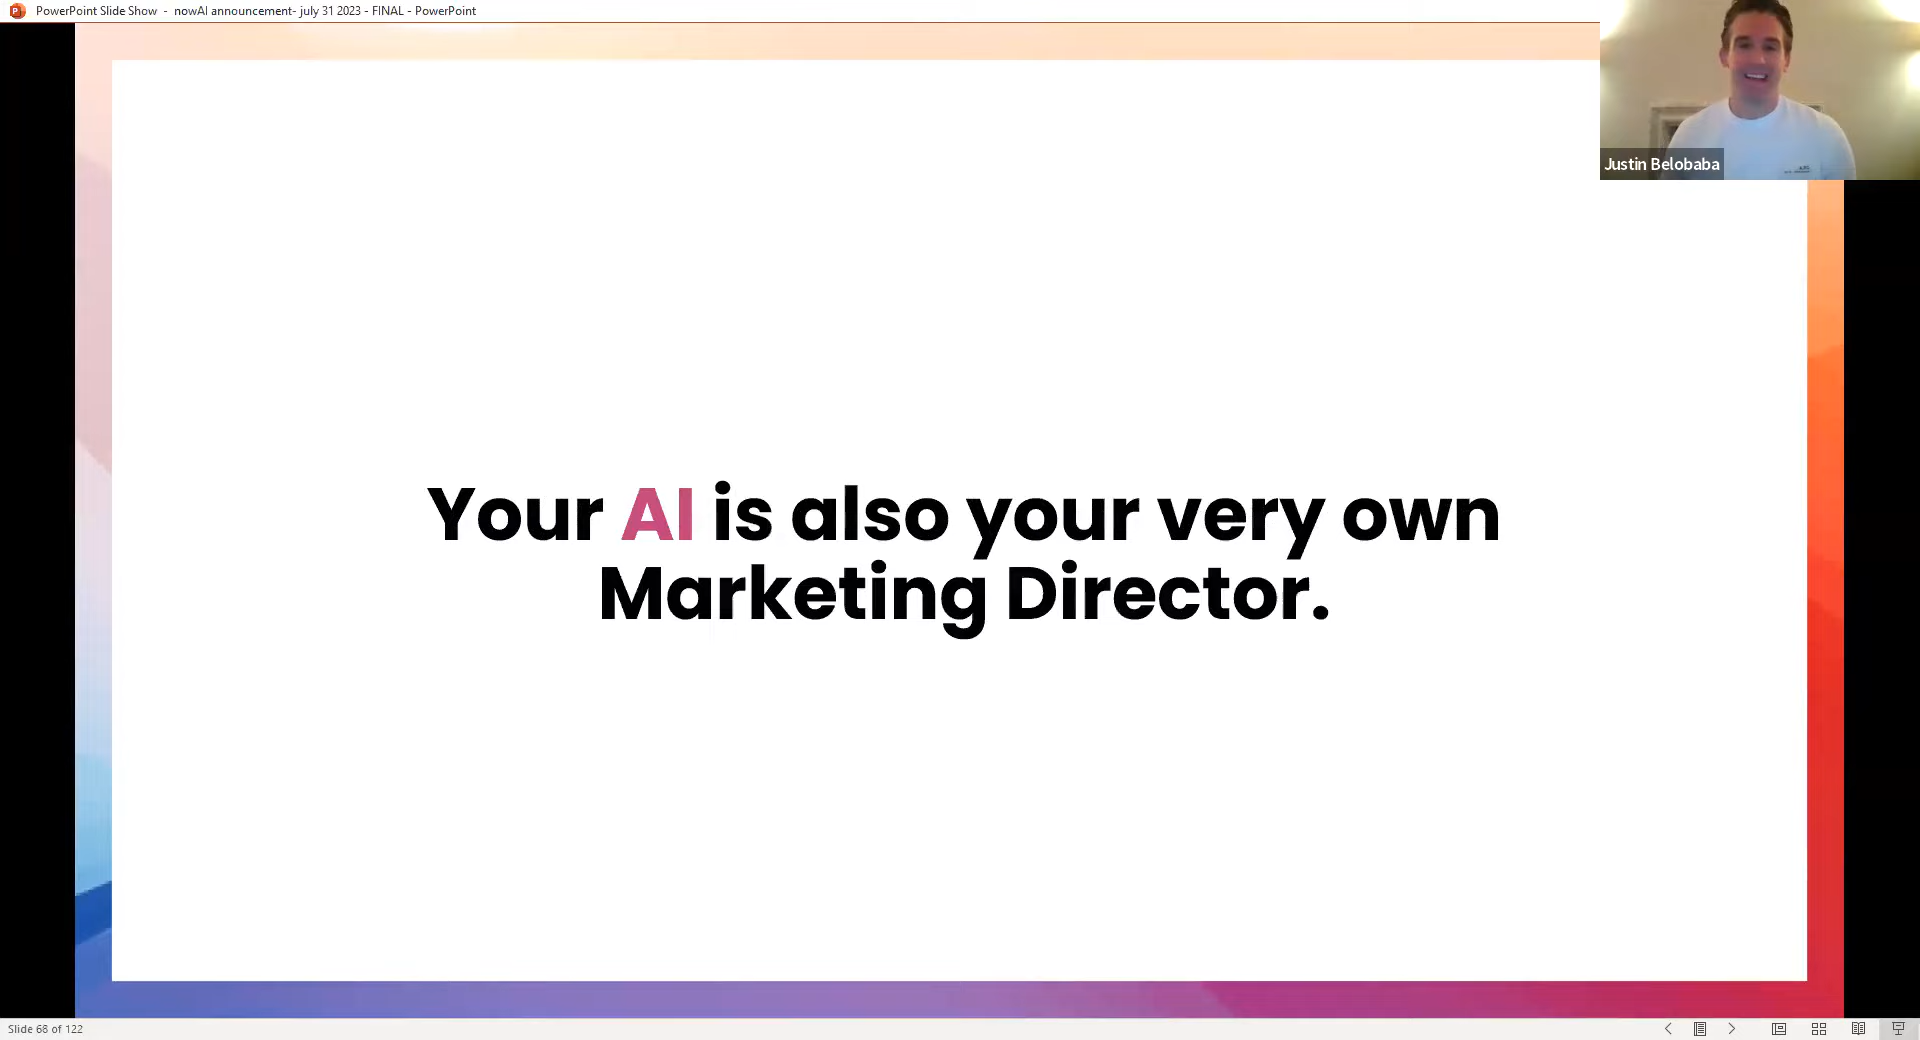 PowerPoint Slide Show - nowAI announcement- july 31 2023 - FINAL - PowerPoint
Justin Belobaba
Your AI is also your very own
Marketing Director.
Slide 68 of 122